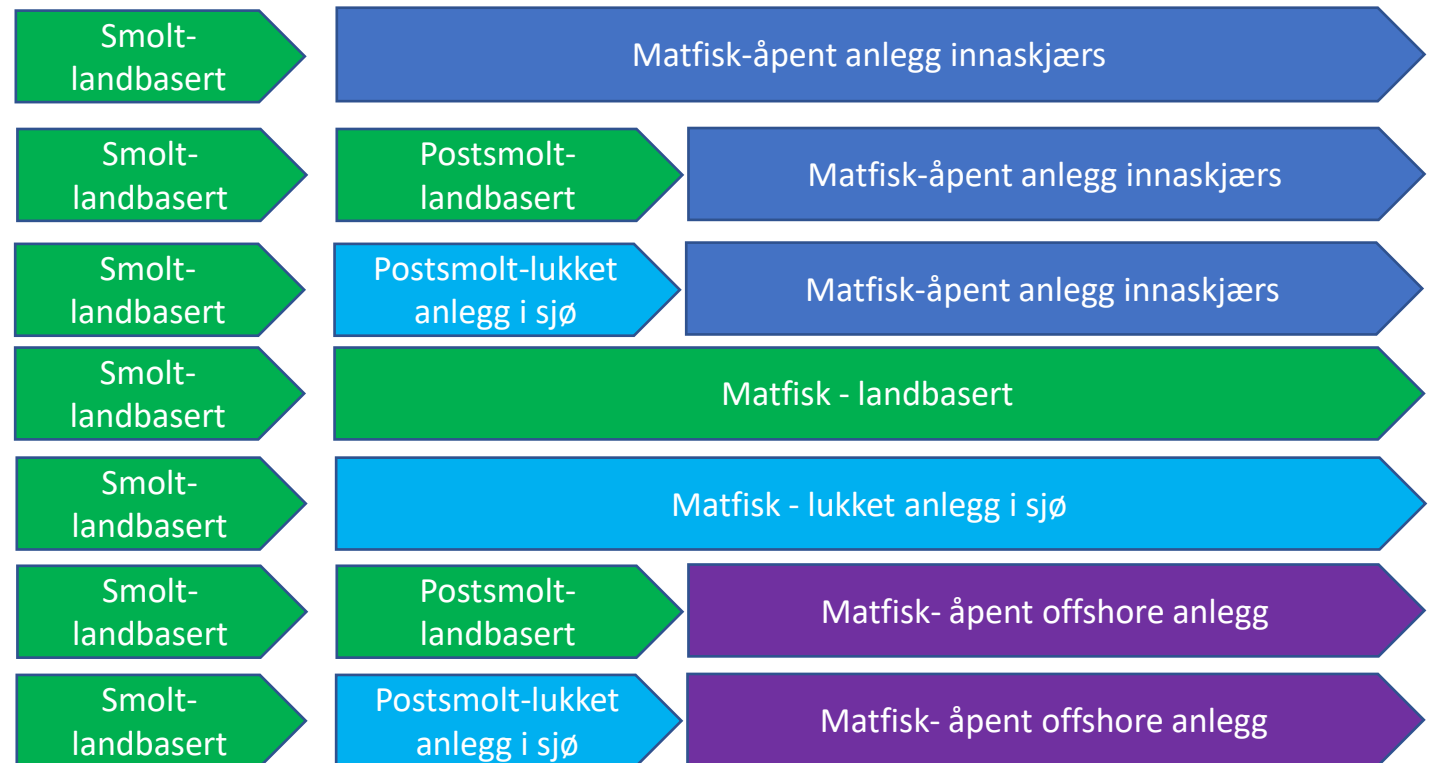 Smolt-
landbasert
Matfisk-åpent anlegg innaskjærs
Smolt-
landbasert
Postsmolt-
landbasert
Matfisk-åpent anlegg innaskjærs
Smolt-
landbasert
Postsmolt-lukket
anlegg i sjø
Matfisk-åpent anlegg innaskjærs
Smolt-
landbasert
Matfisk - landbasert
Smolt-
landbasert
Matfisk - lukket anlegg i sjø
Smolt-
landbasert
Postsmolt-
landbasert
Matfisk- åpent offshore anlegg
Smolt-
landbasert
Postsmolt-lukket
anlegg i sjø
Matfisk- åpent offshore anlegg